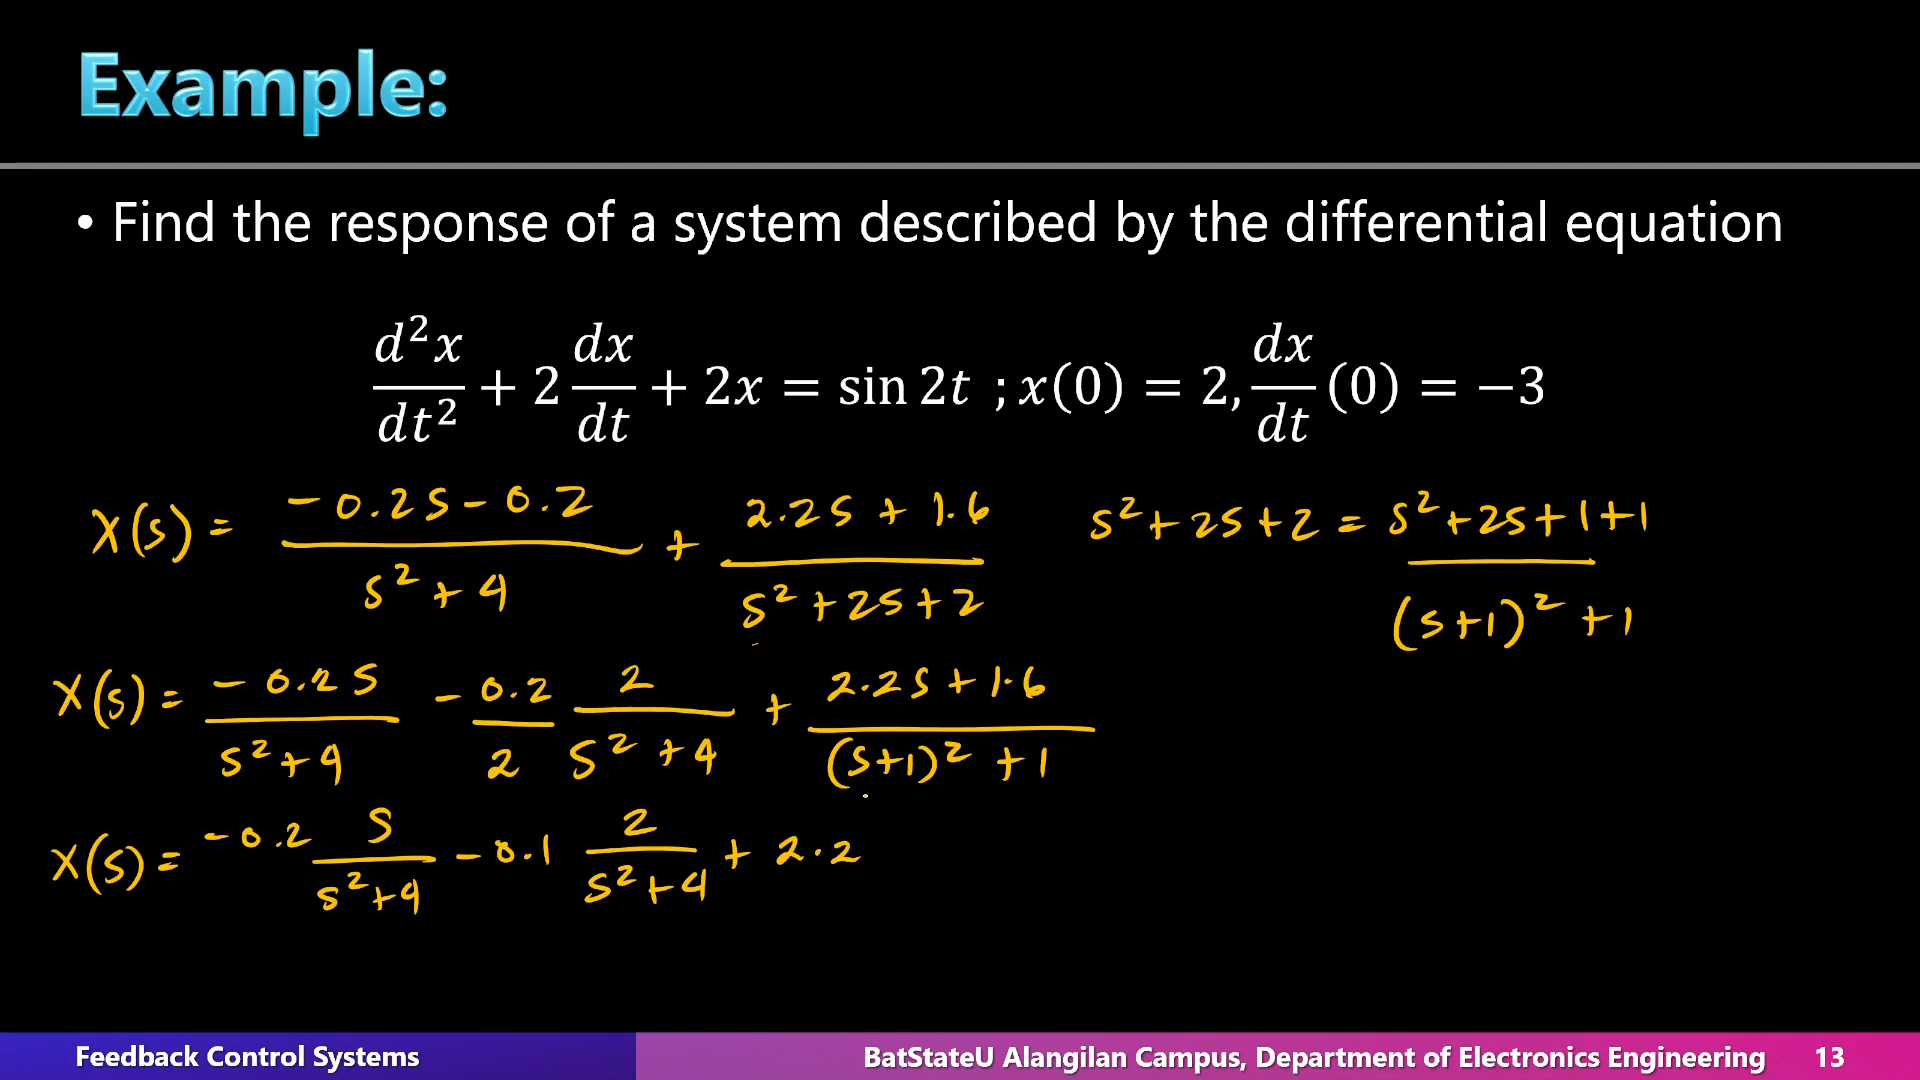 Example:
• Find the response of a system described by the differential equation
d²x/dt² + 2 dx/dt + 2x = sin 2t ; x(0) = 2, dx/dt (0) = −3
X(s) = (-0.2s - 0.2)/(s² + 4) + (2.2s + 1.6)/(s² + 2s + 2)
s² + 2s + 2 = s² + 2s + 1 + 1
(s+1)² + 1
X(s) = -0.2s/(s² + 4) - 0.2/2 2/(s² + 4) + (2.2s + 1.6)/((s+1)² + 1)
X(s) = -0.2 s/(s²+4) - 0.1 2/(s²+4) + 2.2
Feedback Control Systems
BatStateU Alangilan Campus, Department of Electronics Engineering 13